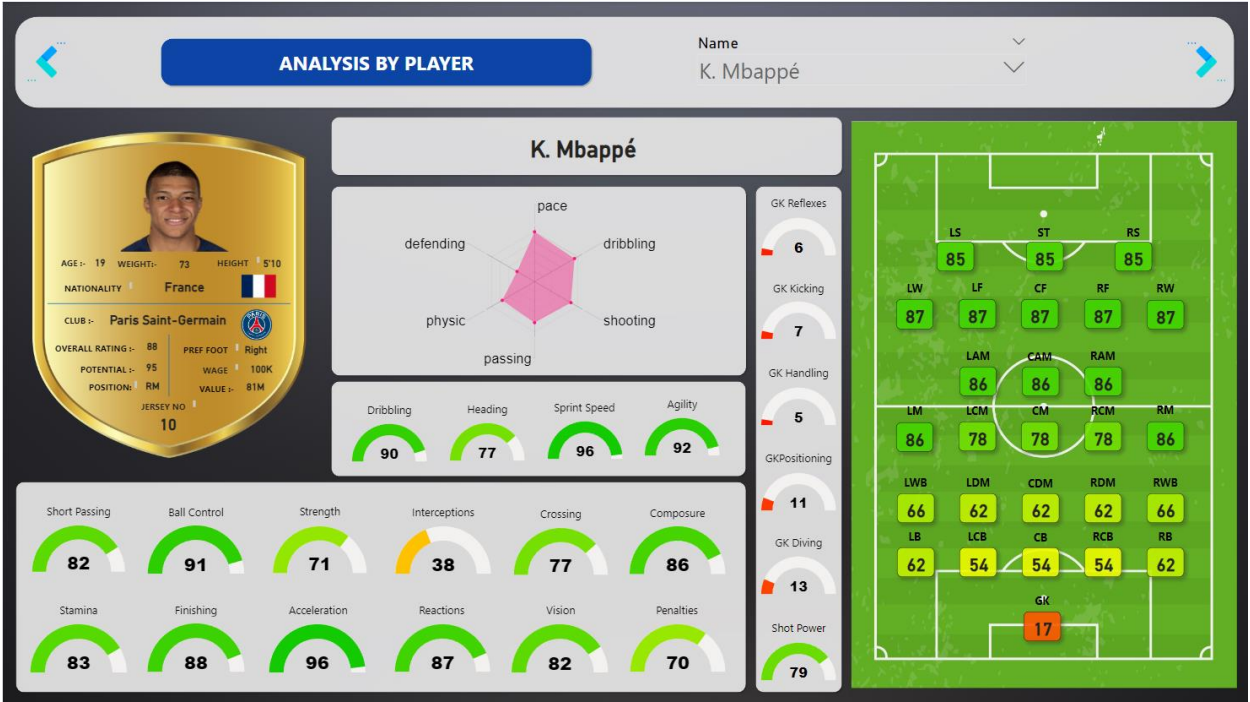 ANALYSIS BY PLAYER
Name
K. Mbappé
K. Mbappé
AGE :- 19 WEIGHT:- 73 HEIGHT 5'10
NATIONALITY France
CLUB :- Paris Saint-Germain
PARIS
OVERALL RATING :- 88 PREF FOOT Right
POTENTIAL :- 95 WAGE 100K
POSITION: RM VALUE :- 81M
JERSEY NO
10
pace
defending dribbling
physic shooting
passing
Dribbling Heading Sprint Speed Agility
90 77 96 92
Short Passing Ball Control Strength Interceptions Crossing Composure
82 91 71 38 77 86
Stamina Finishing Acceleration Reactions Vision Penalties
83 88 96 87 82 70
GK Reflexes
6
GK Kicking
7
GK Handling
5
GKPositioning
11
GK Diving
13
Shot Power
79
LS ST RS
85 85 85
LW LF CF RF RW
87 87 87 87 87
LAM CAM RAM
86 86 86
LM LCM CM RCM RM
86 78 78 78 86
LWB LDM CDM RDM RWB
66 62 62 62 66
LB LCB CB RCB RB
62 54 54 54 62
GK
17